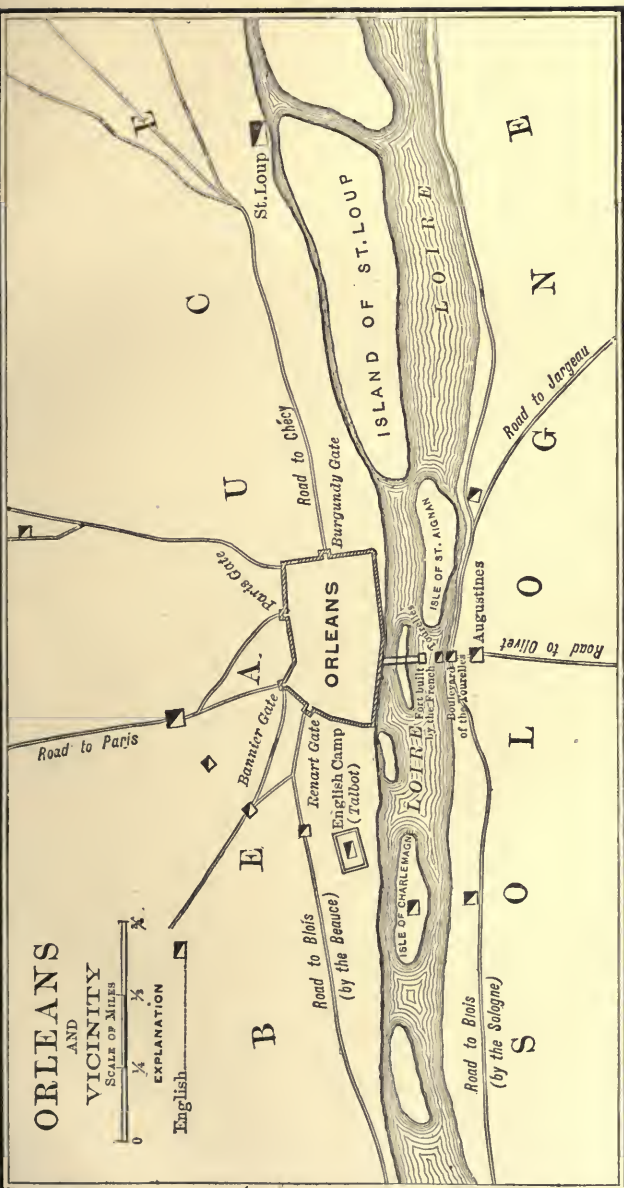 ORLEANS
AND
VICINITY
SCALE OF MILES
0 ¼ ½
EXPLANATION
English
B E A. U C E
Road to Paris
Paris Gate
Bannier Gate
Renart Gate
Burgundy Gate
Road to Chécy
St. Loup
ORLEANS
English Camp
(Talbot)
Road to Blois
(by the Beauce)
ISLAND OF ST. LOUP
LOIRE
LOIRE
ISLE OF CHARLEMAGNE
ISLE OF ST. AIGNAN
Fort built
by the French
Tourelles
Boulevard
of the Tourelles
Augustines
Road to Olivet
Road to Jargeau
Road to Blois
(by the Sologne)
S O L O G N E